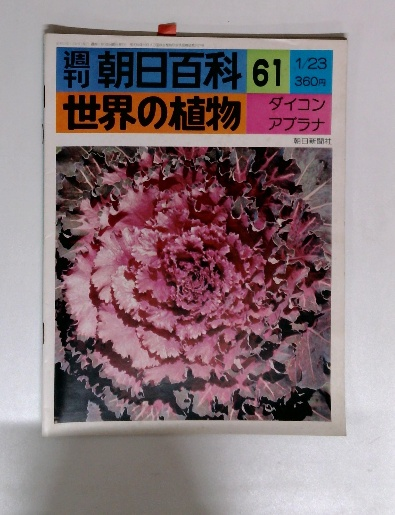 週刊 朝日百科 61 1/23 360円
世界の植物 ダイコン
アブラナ
朝日新聞社